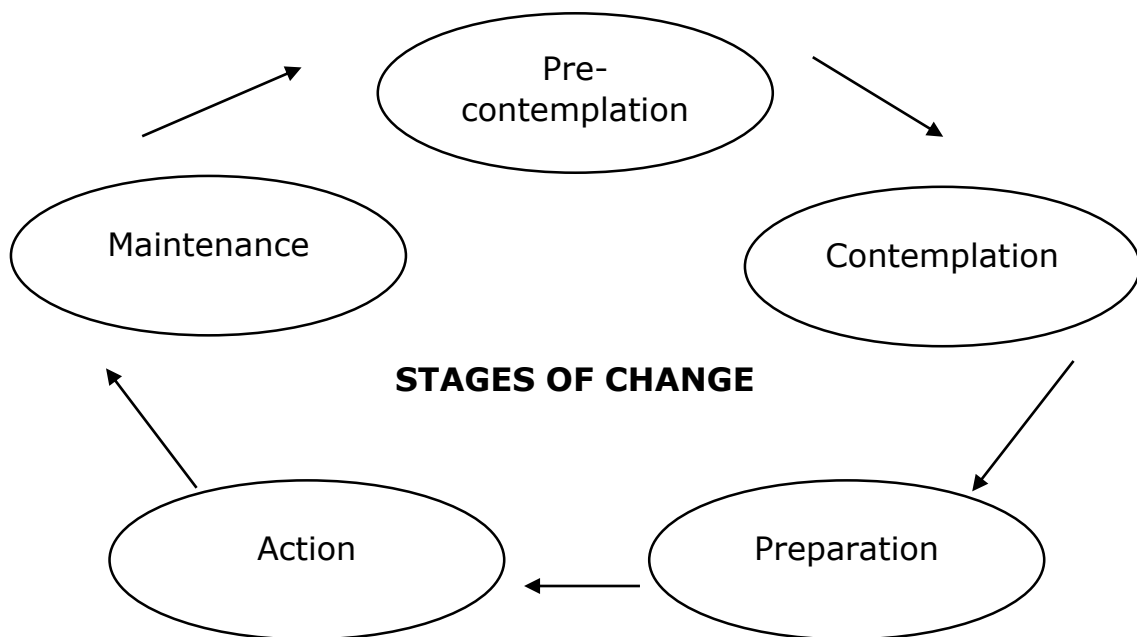 Pre-
contemplation
Maintenance
Contemplation
STAGES OF CHANGE
Action
Preparation